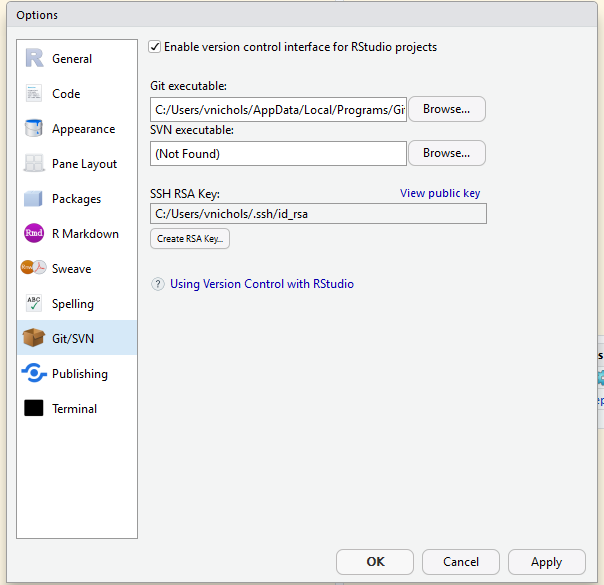 Options
General
Code
Appearance
Pane Layout
Packages
Rmd R Markdown
Sweave
ABC Spelling
Git/SVN
Publishing
Terminal
Enable version control interface for RStudio projects
Git executable:
C:/Users/vnichols/AppData/Local/Programs/Gi Browse...
SVN executable:
(Not Found) Browse...
SSH RSA Key: View public key
C:/Users/vnichols/.ssh/id_rsa
Create RSA Key...
? Using Version Control with RStudio
OK Cancel Apply